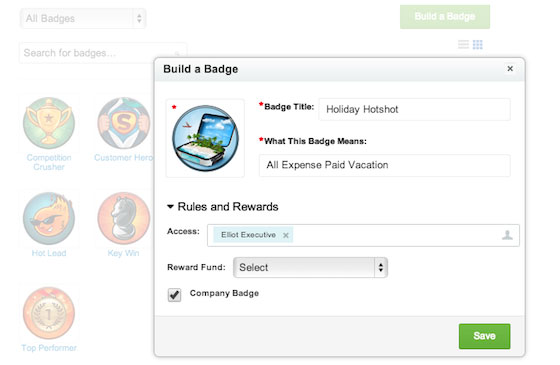 All Badges
Build a Badge
Search for badges...
Competition
Crusher
Customer Hero
Hot Lead
Key Win
Top Performer
Build a Badge ×
* *Badge Title: Holiday Hotshot
*What This Badge Means:
All Expense Paid Vacation
Rules and Rewards
Access: Elliot Executive ×
Reward Fund: Select
Company Badge
Save